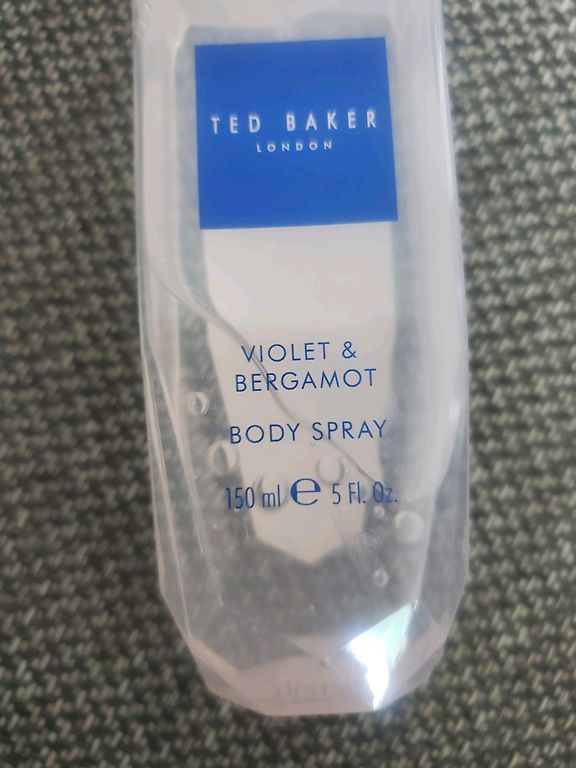 TED BAKER
LONDON
VIOLET &
BERGAMOT
BODY SPRAY
150 ml ℮ 5 Fl. Oz.